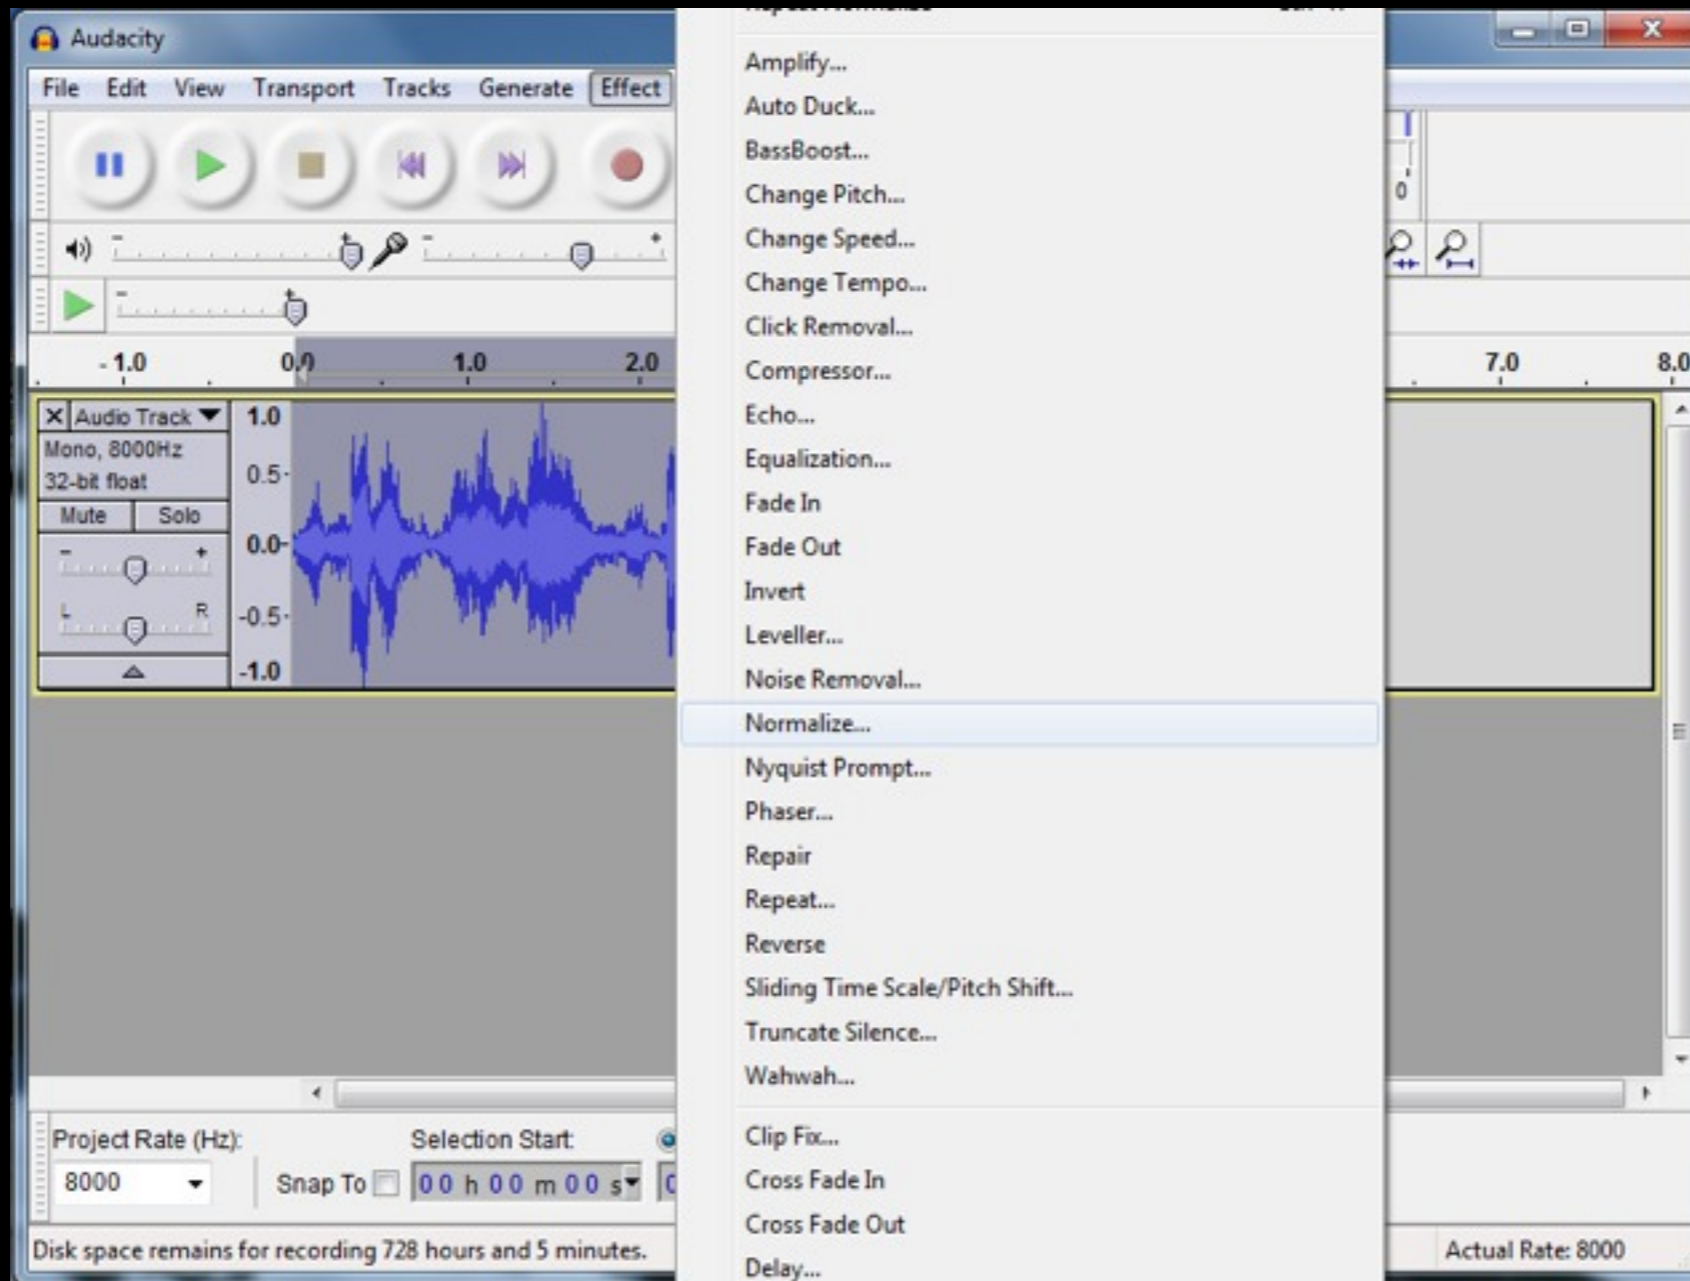 Audacity
File Edit View Transport Tracks Generate Effect
Amplify...
Auto Duck...
BassBoost...
Change Pitch...
Change Speed...
Change Tempo...
Click Removal...
Compressor...
Echo...
Equalization...
Fade In
Fade Out
Invert
Leveller...
Noise Removal...
Normalize...
Nyquist Prompt...
Phaser...
Repair
Repeat...
Reverse
Sliding Time Scale/Pitch Shift...
Truncate Silence...
Wahwah...
Clip Fix...
Cross Fade In
Cross Fade Out
Delay...
0
- 1.0 0.0 1.0 2.0 7.0 8.0
X Audio Track
Mono, 8000Hz
32-bit float
Mute Solo
- +
L R
1.0
0.5-
0.0-
-0.5-
-1.0
Project Rate (Hz): Selection Start:
8000 Snap To 00 h 00 m 00 s
Disk space remains for recording 728 hours and 5 minutes. Actual Rate: 8000